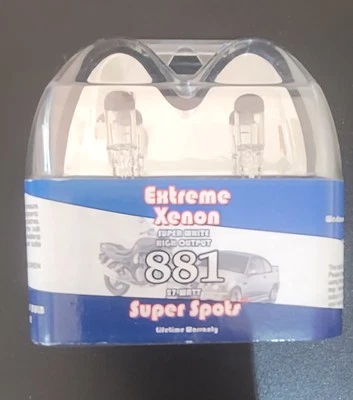 Extreme
Xenon
SUPER WHITE
HIGH OUTPUT
881
27 WATT
Super Spots
Lifetime Warranty